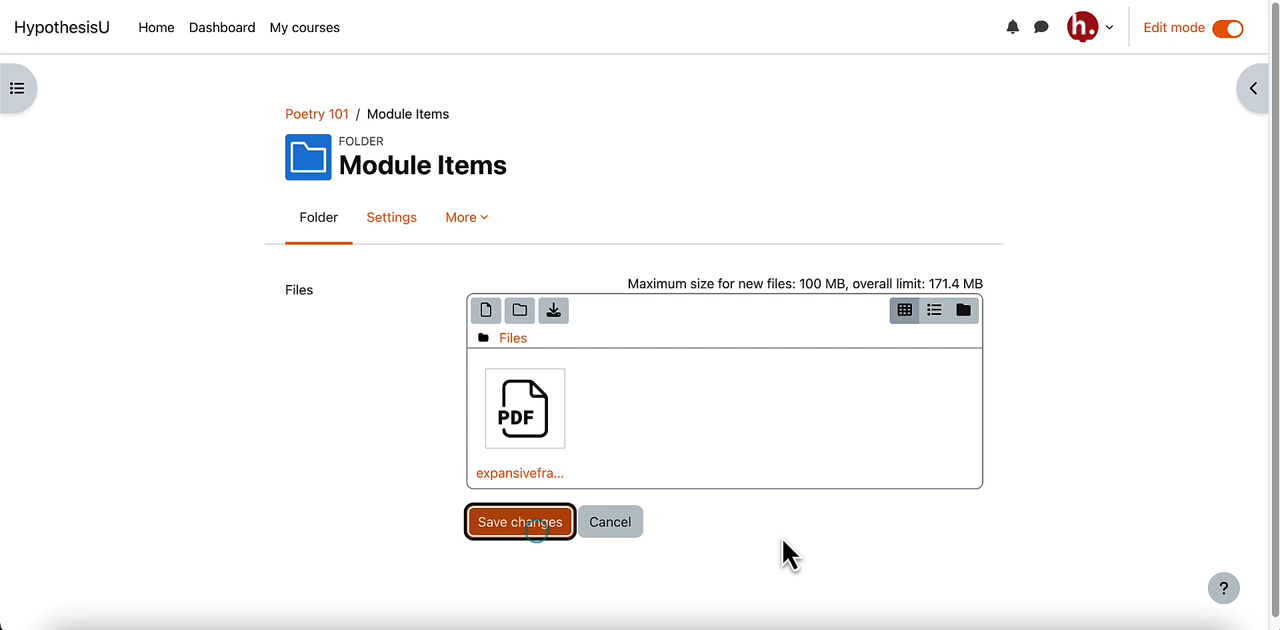 HypothesisU Home Dashboard My courses h. Edit mode
Poetry 101 / Module Items
FOLDER
Module Items
Folder Settings More
Files
Maximum size for new files: 100 MB, overall limit: 171.4 MB
Files
PDF
expansivefra...
Save changes Cancel
?